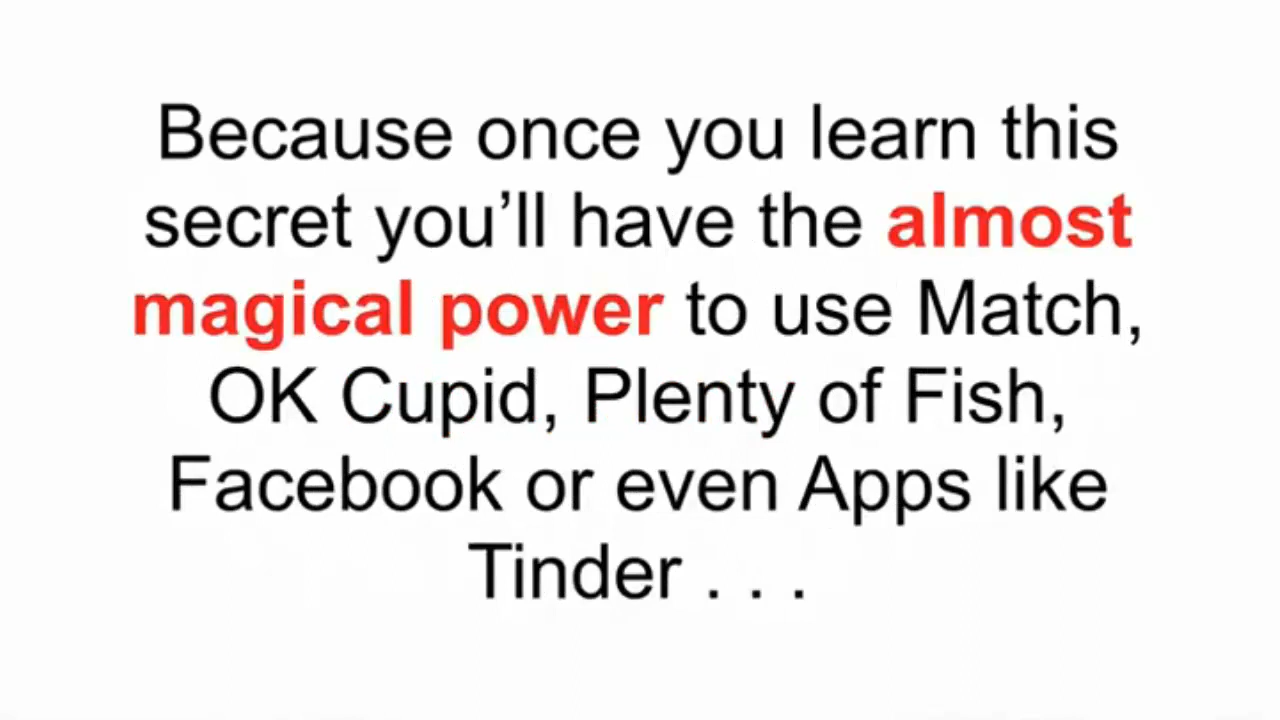 Because once you learn this
secret you’ll have the almost
magical power to use Match,
OK Cupid, Plenty of Fish,
Facebook or even Apps like
Tinder . . .